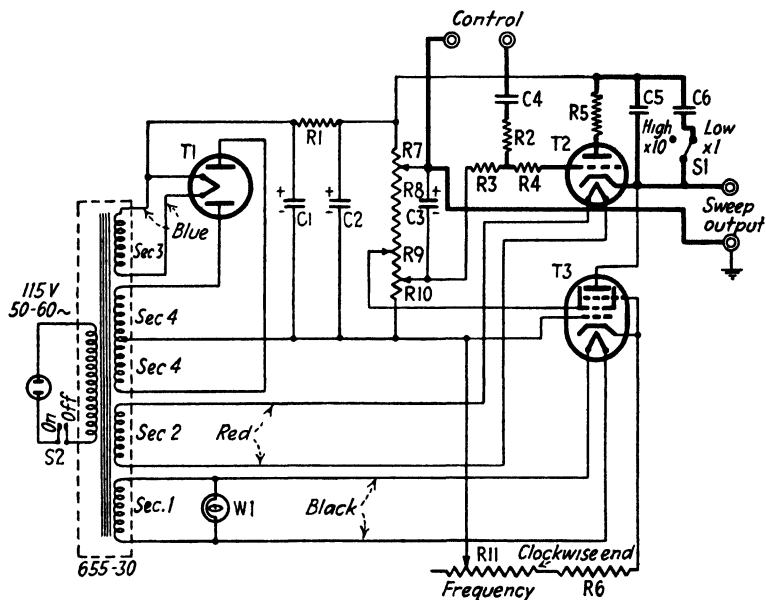 Control
C4
R5
C5
C6
R1
R2
T2
High
x10
Low
x1
S1
T1
R7
R3
R4
+
-
C1
+
-
C2
R8
C3
+
-
Sweep
output
Blue
Sec 3
R9
T3
115 V
50-60~
R10
Sec 4
Sec 4
On
Off
S2
Sec 2
Red
Sec. 1
W1
Black
655-30
R11
Clockwise end
Frequency
R6